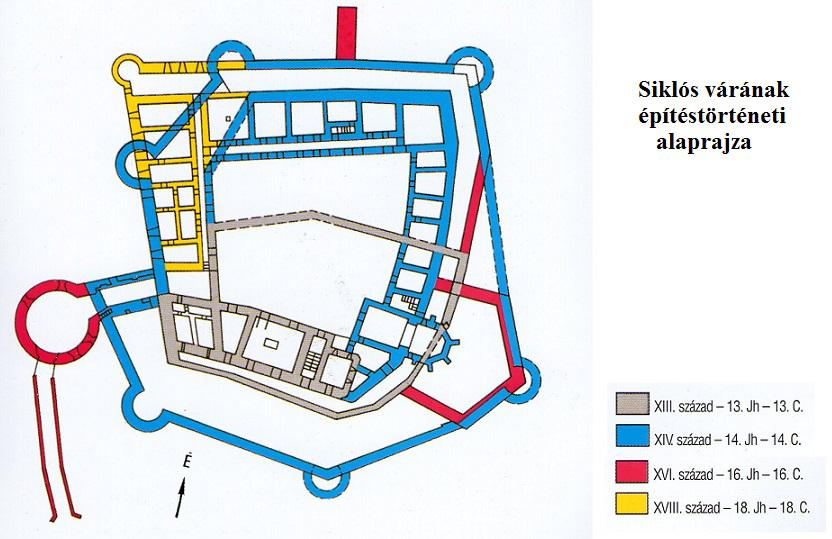 Siklós várának
építéstörténeti
alaprajza
É
XIII. század – 13. Jh – 13. C.
XIV. század – 14. Jh – 14. C.
XVI. század – 16. Jh – 16. C.
XVIII. század – 18. Jh – 18. C.